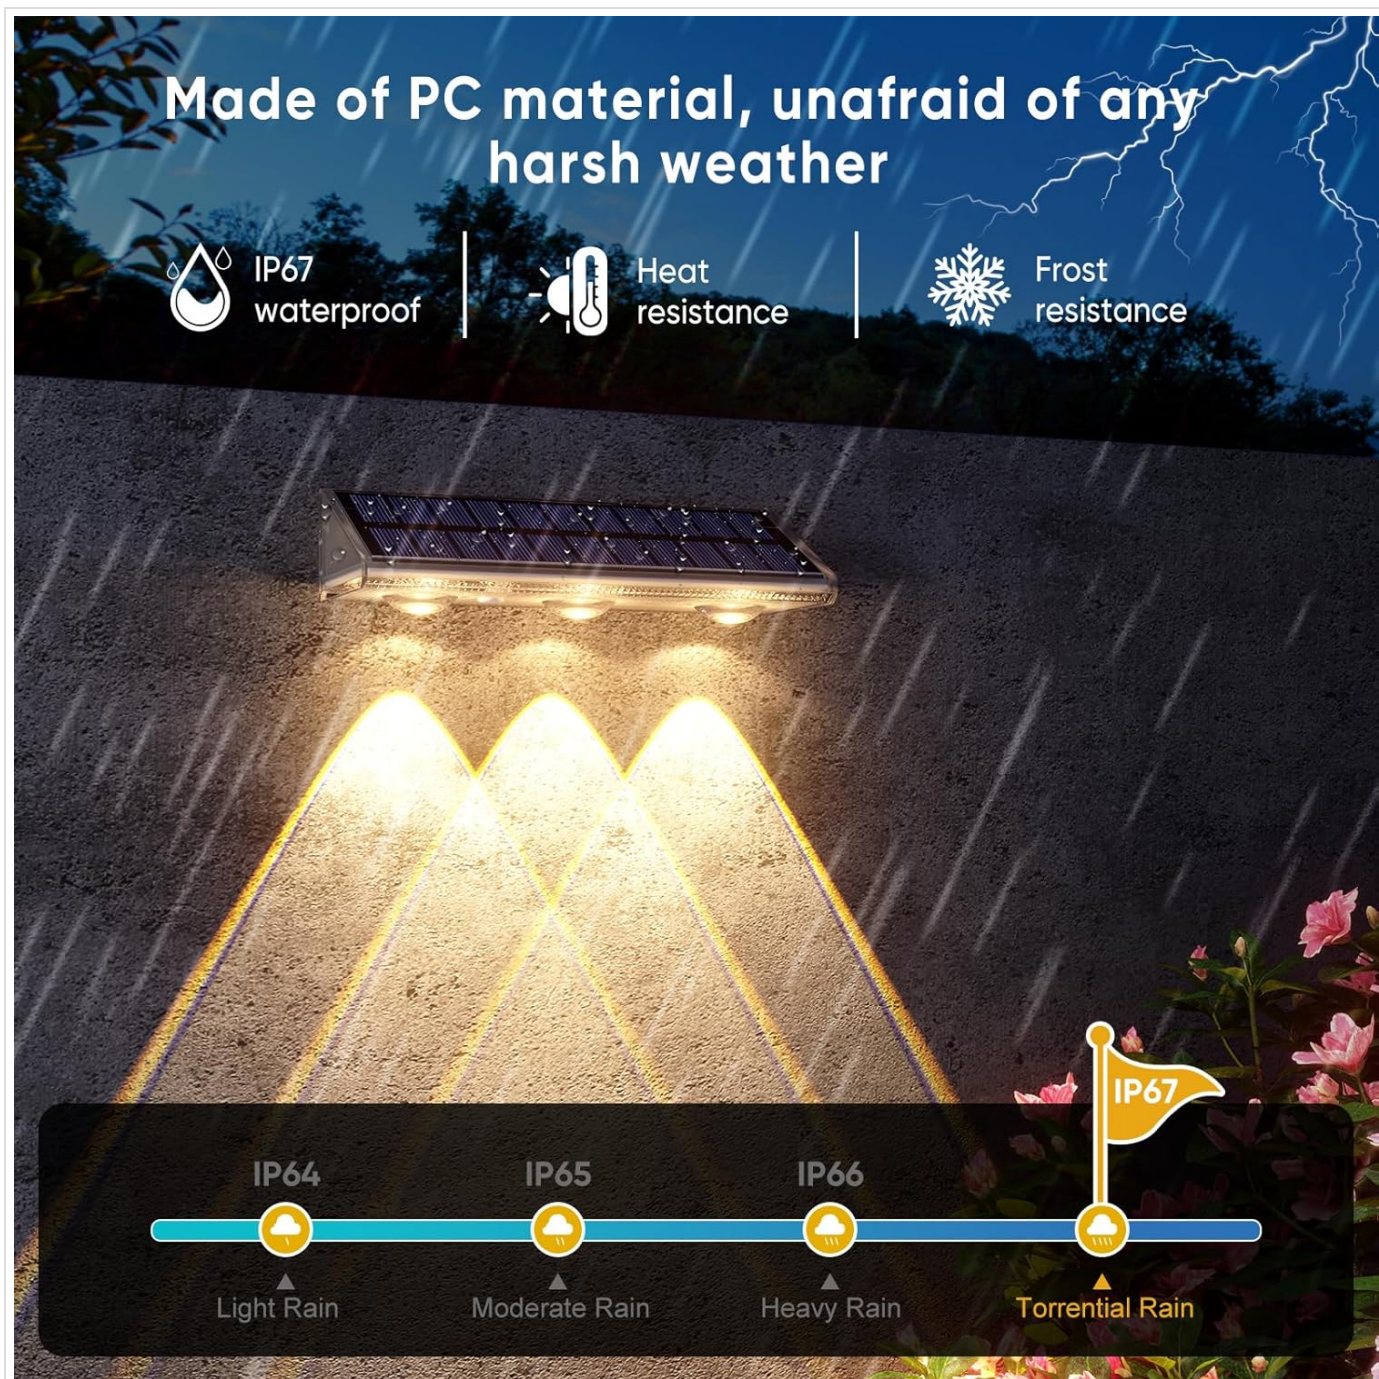 Made of PC material, unafraid of any
harsh weather
IP67
waterproof
Heat
resistance
Frost
resistance
IP67
IP64
IP65
IP66
Light Rain
Moderate Rain
Heavy Rain
Torrential Rain